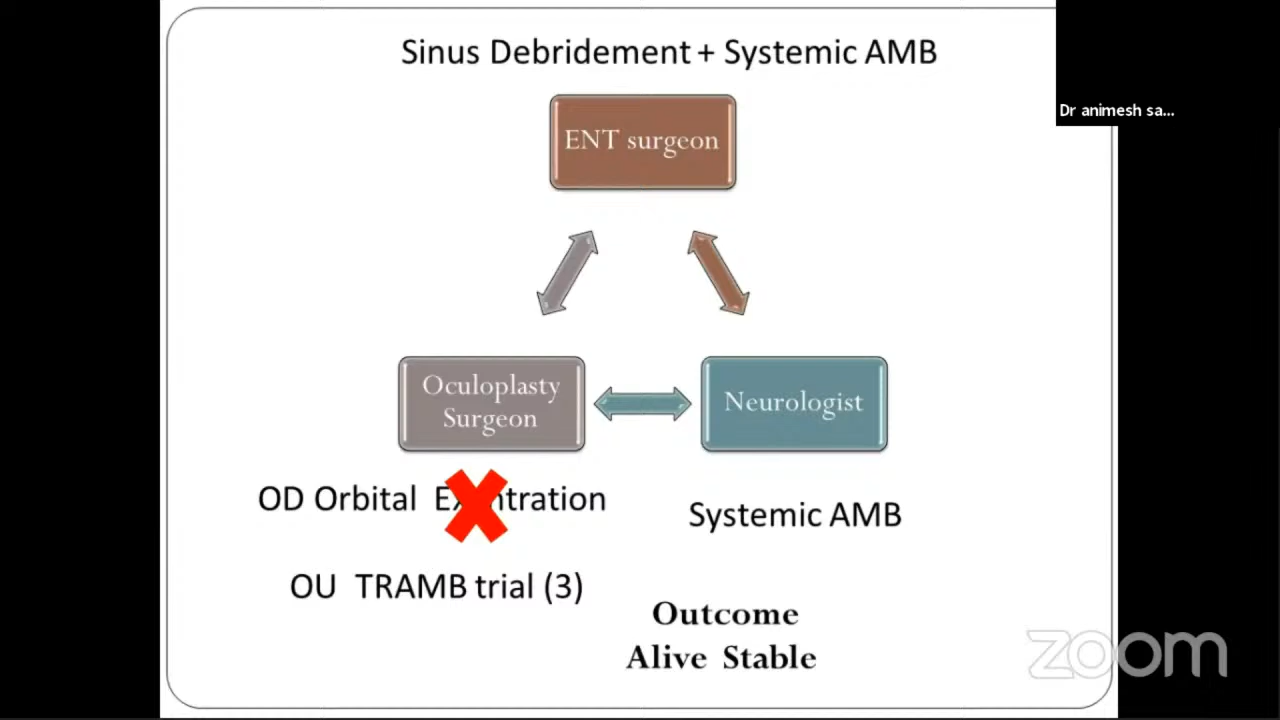 Sinus Debridement + Systemic AMB
Dr animesh sa...
ENT surgeon
Oculoplasty
Surgeon
Neurologist
OD Orbital
Systemic AMB
OU TRAMB trial (3)
Outcome
Alive Stable
zoom